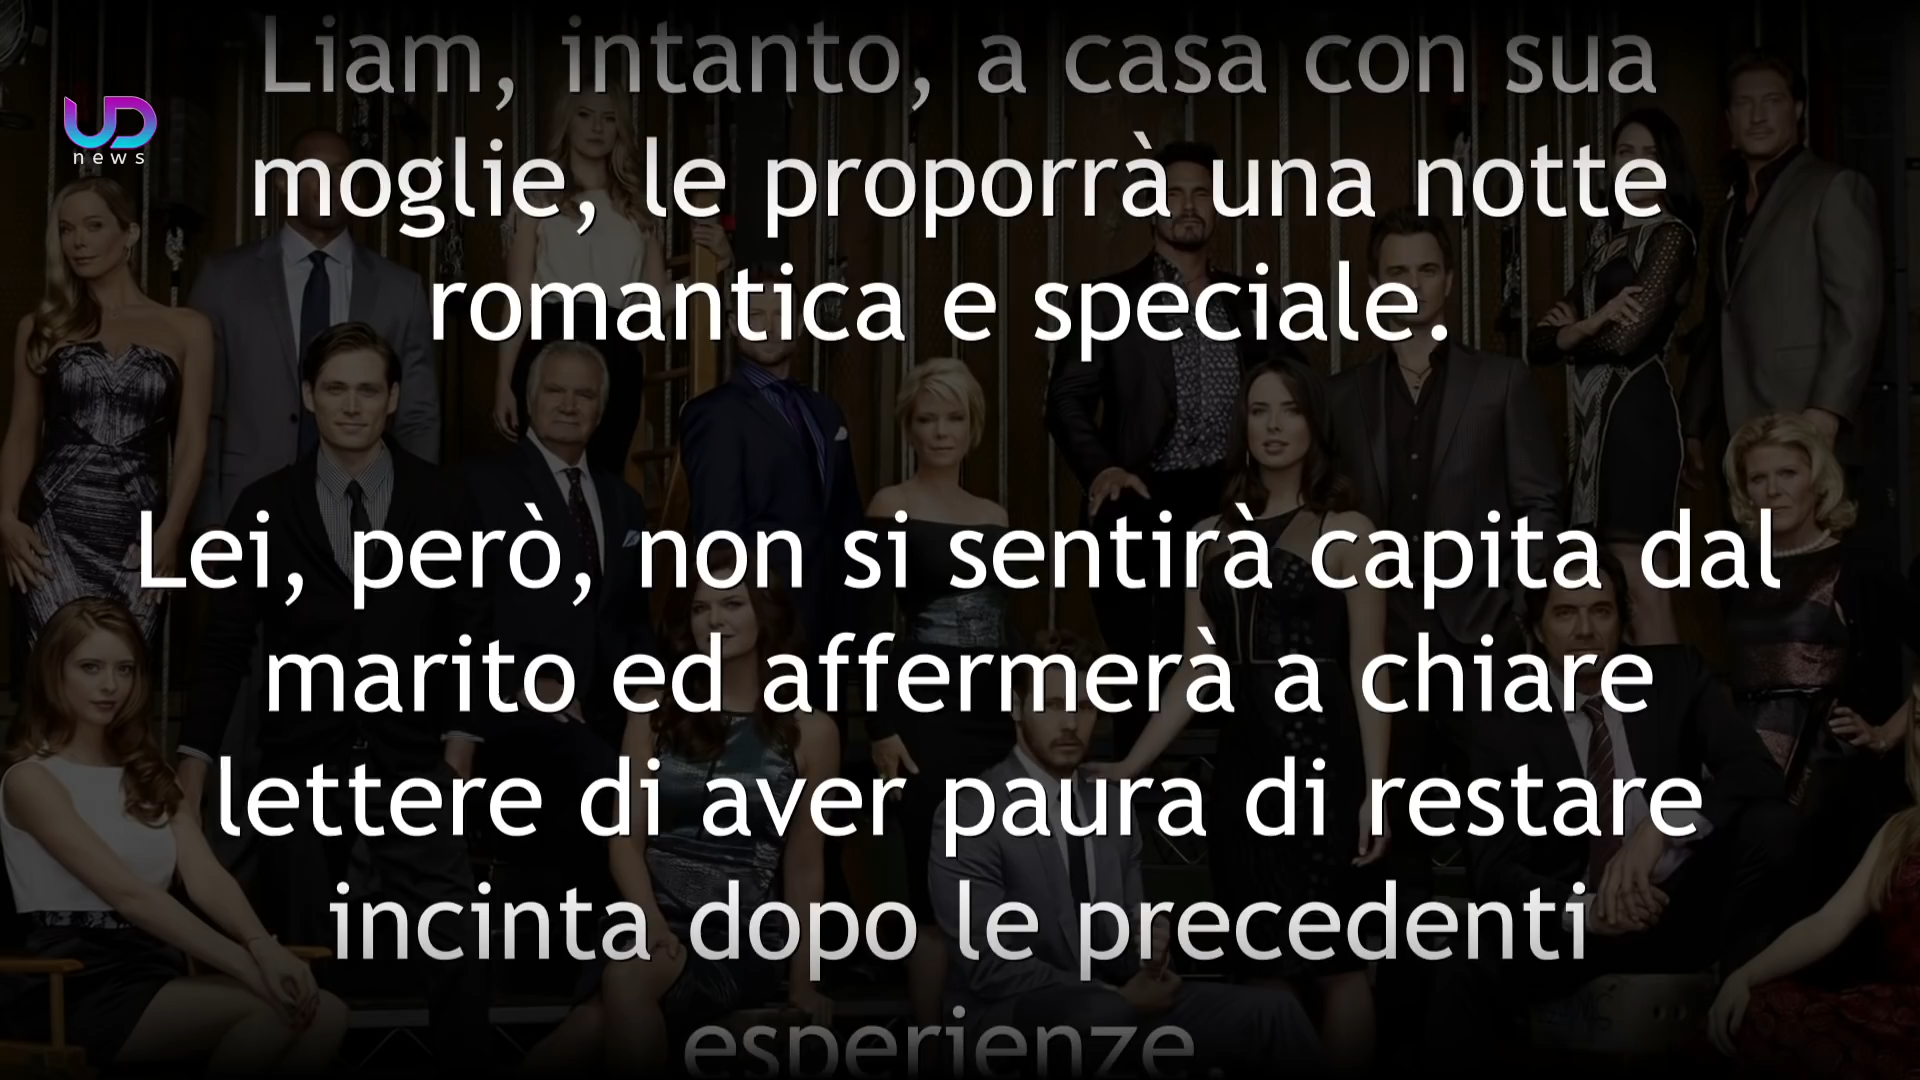 Liam, intanto, a casa con sua
UD
news
moglie, le proporrà una notte
romantica e speciale.
Lei, però, non si sentirà capita dal
marito ed affermerà a chiare
lettere di aver paura di restare
incinta dopo le precedenti
esperienze.